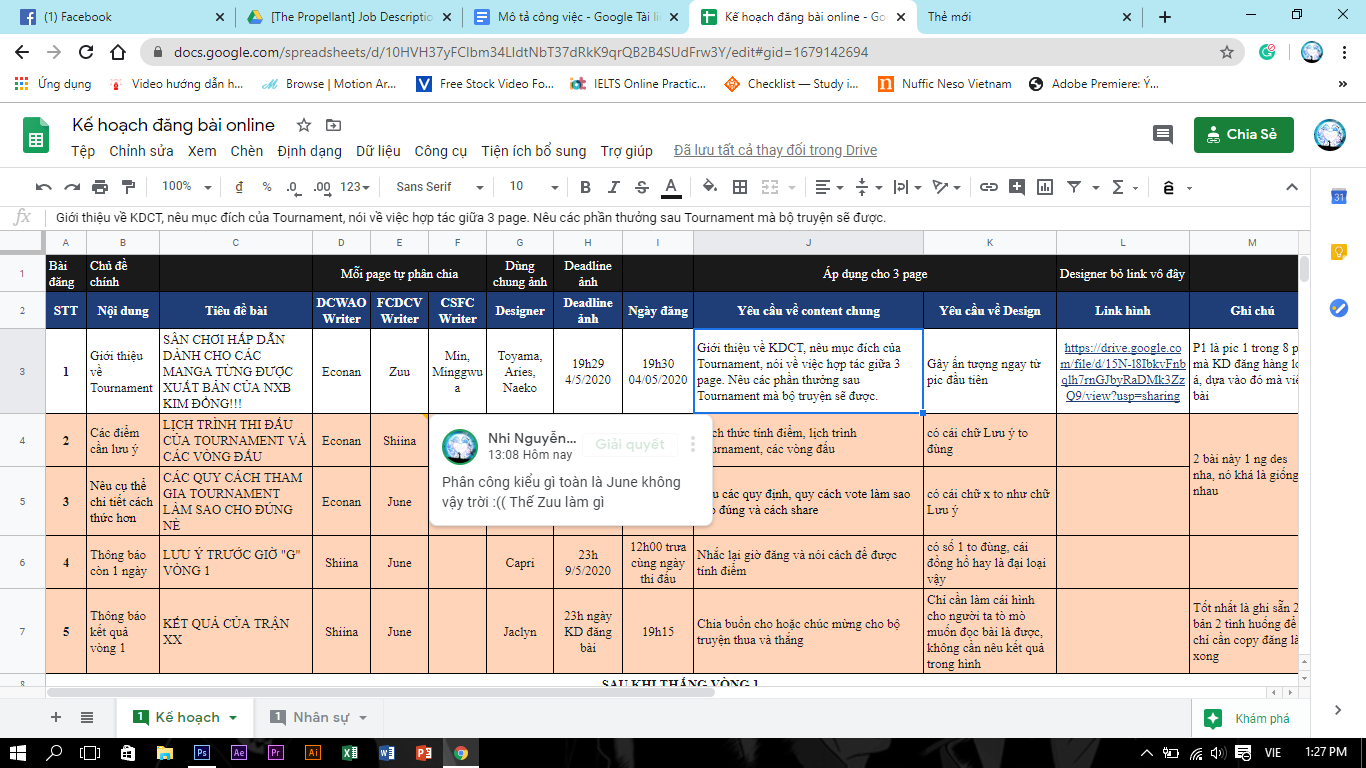 (1) Facebook
[The Propellant] Job Descriptio
Mô tả công việc - Google Tài li
Kế hoạch đăng bài online - Go
Thẻ mới
docs.google.com/spreadsheets/d/10HVH37yFClbm34LIdtNbT37dRkK9qrQB2B4SUdFrw3Y/edit#gid=1679142694
Ứng dụng
Video hướng dẫn h...
Browse | Motion Ar...
Free Stock Video Fo...
IELTS Online Practic...
Checklist — Study i...
Nuffic Neso Vietnam
Adobe Premiere: Ý...
Kế hoạch đăng bài online
Chia Sẻ
Tệp Chỉnh sửa Xem Chèn Định dạng Dữ liệu Công cụ Tiện ích bổ sung Trợ giúp Đã lưu tất cả thay đổi trong Drive
100% đ % .0 .00 123 Sans Serif 10 B I S A
fx Giới thiệu về KDCT, nêu mục đích của Tournament, nói về việc hợp tác giữa 3 page. Nêu các phần thưởng sau Tournament mà bộ truyện sẽ được.
A B C D E F G H I J K L M
1
Bài đăng
Chủ đề chính
Mỗi page tự phân chia
Dùng chung ảnh
Deadline ảnh
Áp dụng cho 3 page
Designer bỏ link vô đây
2
STT
Nội dung
Tiêu đề bài
DCWAO Writer
FCDCV Writer
CSFC Writer
Designer
Deadline ảnh
Ngày đăng
Yêu cầu về content chung
Yêu cầu về Design
Link hình
Ghi chú
3
1
Giới thiệu về Tournament
SÂN CHƠI HẤP DẪN DÀNH CHO CÁC MANGA TỪNG ĐƯỢC XUẤT BẢN CỦA NXB KIM ĐỒNG!!!
Econan
Zuu
Min, Minggwu a
Toyama, Aries, Naeko
19h29 4/5/2020
19h30 04/05/2020
Giới thiệu về KDCT, nêu mục đích của Tournament, nói về việc hợp tác giữa 3 page. Nêu các phần thưởng sau Tournament mà bộ truyện sẽ được.
Gây ấn tượng ngay từ pic đầu tiên
https://drive.google.co
m/file/d/15N-l8IbkvFnb
qlh7rnGJbyRaDMk3Zz
Q9/view?usp=sharing
P1 là pic 1 trong 8 p
mà KD đăng hàng lo
á, dựa vào đó mà viế
bài
4
2
Các điểm cần lưu ý
LỊCH TRÌNH THI ĐẤU CỦA TOURNAMENT VÀ CÁC VÒNG ĐẤU
Econan
Shiina
ch thức tính điểm, lịch trình
urnament, các vòng đấu
có cái chữ Lưu ý to đùng
2 bài này 1 ng des
nha, nó khá là giống
nhau
5
3
Nêu cụ thể chi tiết cách thức hơn
CÁC QUY CÁCH THAM GIA TOURNAMENT LÀM SAO CHO ĐÚNG NÈ
Econan
June
u các quy định, quy cách vote làm sao
o đúng và cách share
có cái chữ x to như chữ Lưu ý
Nhi Nguyễn...
13:08 Hôm nay
Giải quyết
Phân công kiểu gì toàn là June không
vậy trời :(( Thế Zuu làm gì
6
4
Thông báo còn 1 ngày
LƯU Ý TRƯỚC GIỜ "G" VÒNG 1
Shiina
June
Capri
23h 9/5/2020
12h00 trưa cùng ngày thi đấu
Nhắc lại giờ đăng và nói cách để được tính điểm
có số 1 to đùng, cái đồng hồ hay là đại loại vậy
7
5
Thông báo kết quả vòng 1
KẾT QUẢ CỦA TRẬN XX
Shiina
June
Jaclyn
23h ngày KD đăng bài
19h15
Chia buồn cho hoặc chúc mừng cho bộ truyện thua và thắng
Chỉ cần làm cái hình cho người ta tò mò muốn đọc bài là được, không cần nêu kết quả trong hình
Tốt nhất là ghi sẵn 2
bản 2 tình huống để
chỉ cần copy đăng là
xong
8
SAU KHI THẮNG VÒNG 1
1 Kế hoạch
1 Nhân sự
Khám phá
VIE
1:27 PM